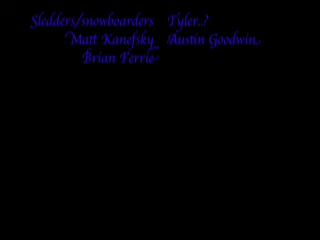 Sledders/snowboarders Tyler..?
Matt Kanefsky Austin Goodwin
Brian Ferrie